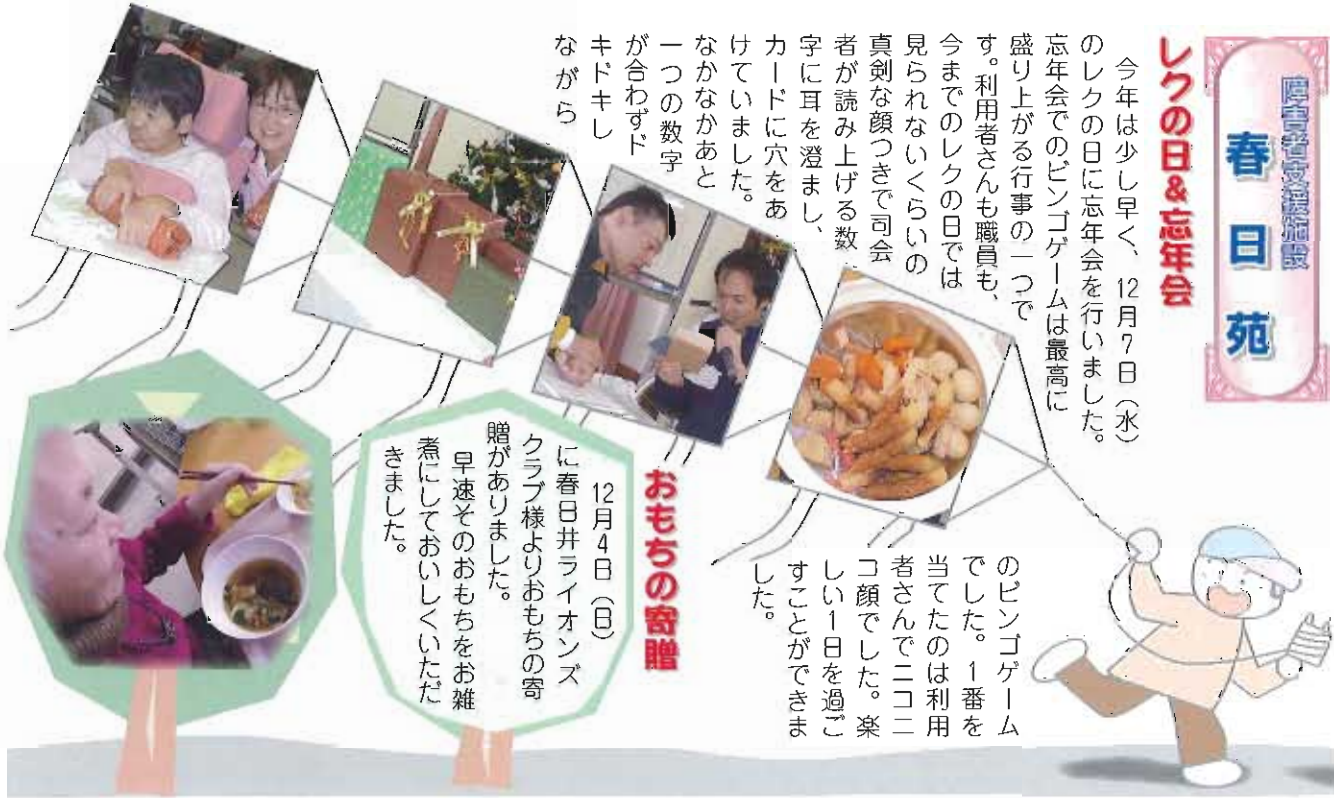 障害者支援施設
春日苑
レクの日&忘年会
今年は少し早く、12月7日（水）
のレクの日に忘年会を行いました。
忘年会でのビンゴゲームは最高に
盛り上がる行事の一つで
す。利用者さんも職員も、
今までのレクの日では
見られないくらいの
真剣な顔つきで司会
者が読み上げる数
字に耳を澄まし、
カードに穴をあ
けていました。
なかなかあと
一つの数字
が合わずド
キドキし
ながら
のビンゴゲーム
でした。1番を
当てたのは利用
者さんでニコニ
コ顔でした。楽
しい1日を過ご
すことができま
した。
おもちの寄贈
12月4日（日）
に春日井ライオンズ
クラブ様よりおもちの寄
贈がありました。
早速そのおもちをお雑
煮にしておいしくいただ
きました。